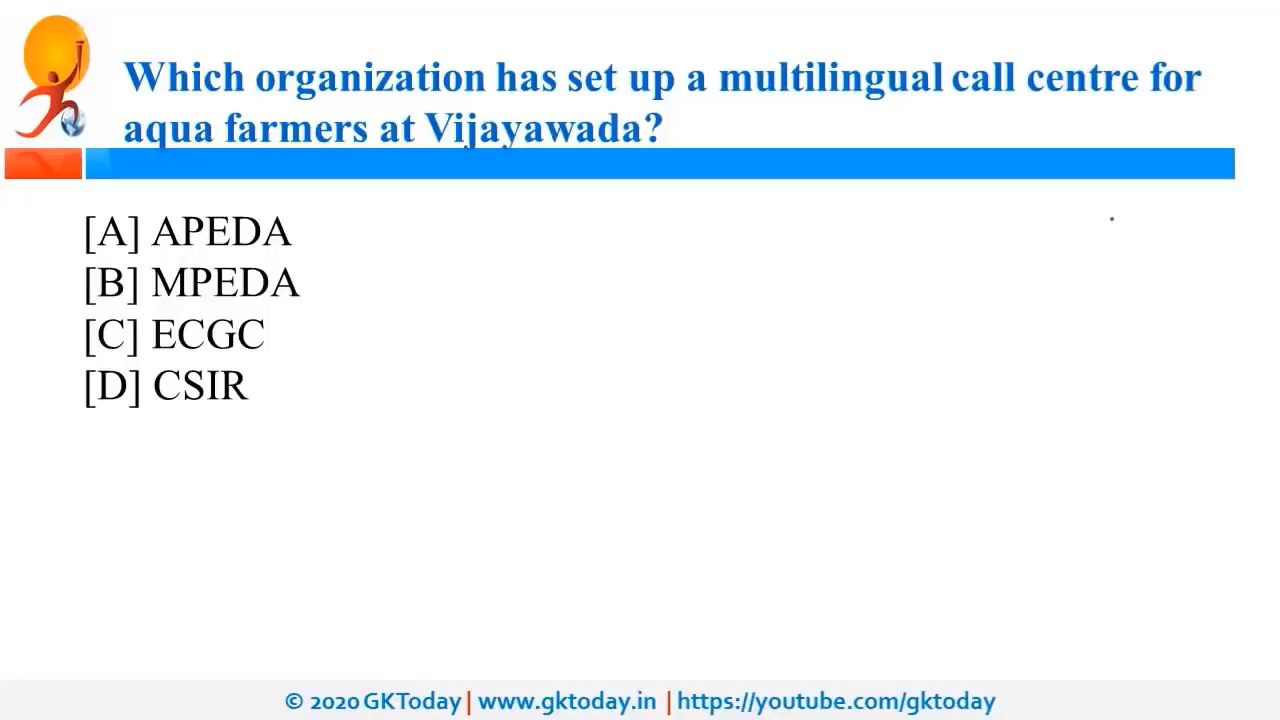 Which organization has set up a multilingual call centre for
aqua farmers at Vijayawada?
[A] APEDA
[B] MPEDA
[C] ECGC
[D] CSIR
© 2020 GKToday | www.gktoday.in | https://youtube.com/gktoday